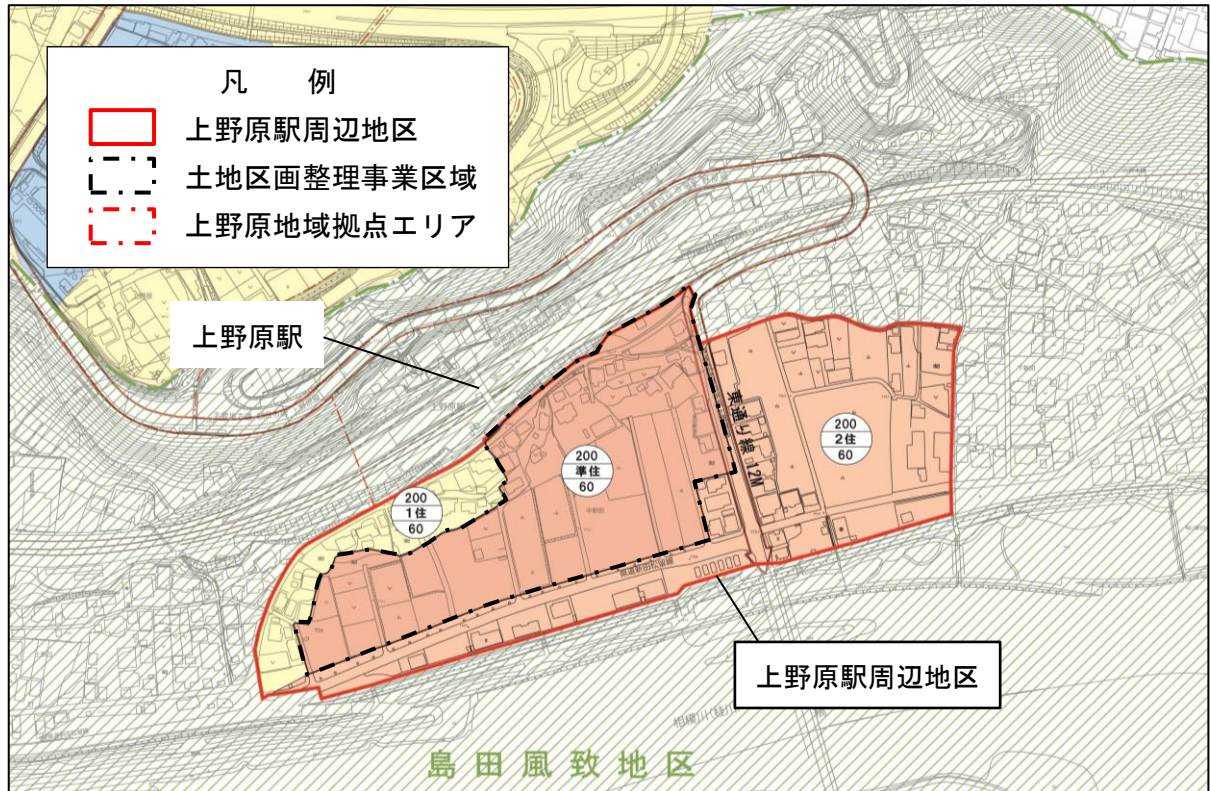 凡 例
上野原駅周辺地区
土地区画整理事業区域
上野原地域拠点エリア
上野原駅
200
1住
60
200
準住
60
東通り線 12M
200
2住
60
上野原駅周辺地区
島田風致地区